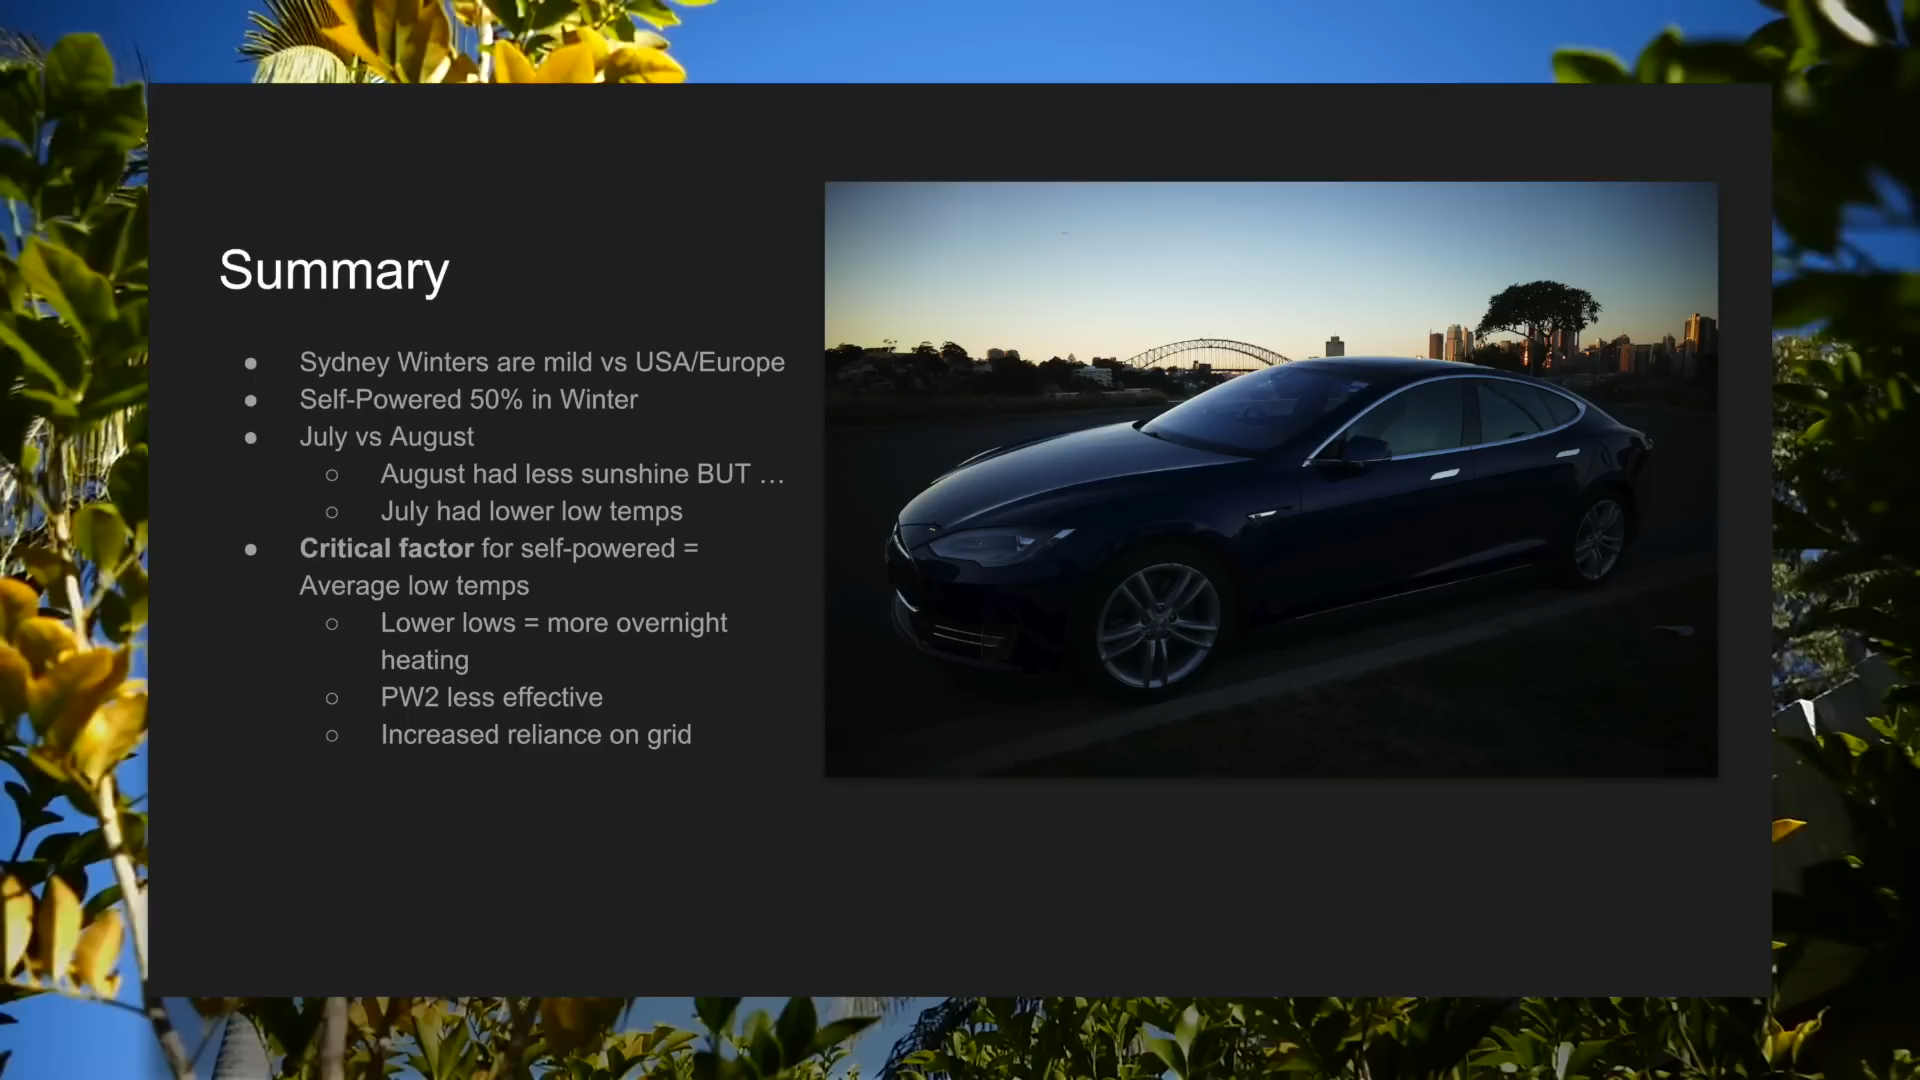 Summary
● Sydney Winters are mild vs USA/Europe
● Self-Powered 50% in Winter
● July vs August
○ August had less sunshine BUT …
○ July had lower low temps
● Critical factor for self-powered =
Average low temps
○ Lower lows = more overnight
heating
○ PW2 less effective
○ Increased reliance on grid